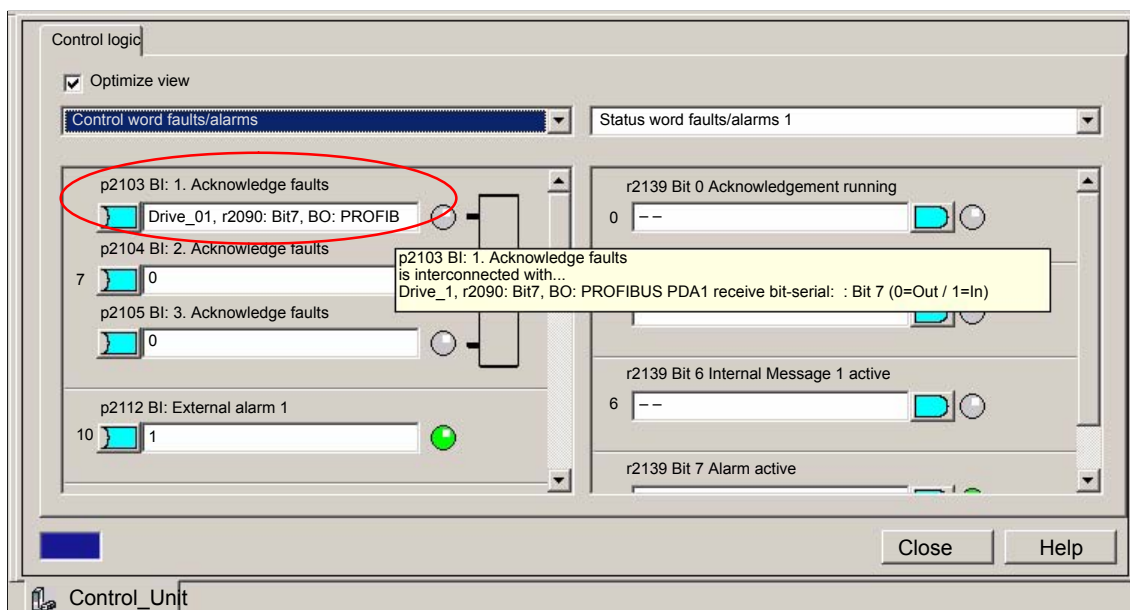 Control logic
Optimize view
Control word faults/alarms
Status word faults/alarms 1
p2103 BI: 1. Acknowledge faults
Drive_01, r2090: Bit7, BO: PROFIB
p2104 BI: 2. Acknowledge faults
7
0
p2105 BI: 3. Acknowledge faults
0
p2112 BI: External alarm 1
10
1
r2139 Bit 0 Acknowledgement running
0
– –
p2103 BI: 1. Acknowledge faults
is interconnected with...
Drive_1, r2090: Bit7, BO: PROFIBUS PDA1 receive bit-serial: : Bit 7 (0=Out / 1=In)
r2139 Bit 6 Internal Message 1 active
6
– –
r2139 Bit 7 Alarm active
Close
Help
Control_Unit